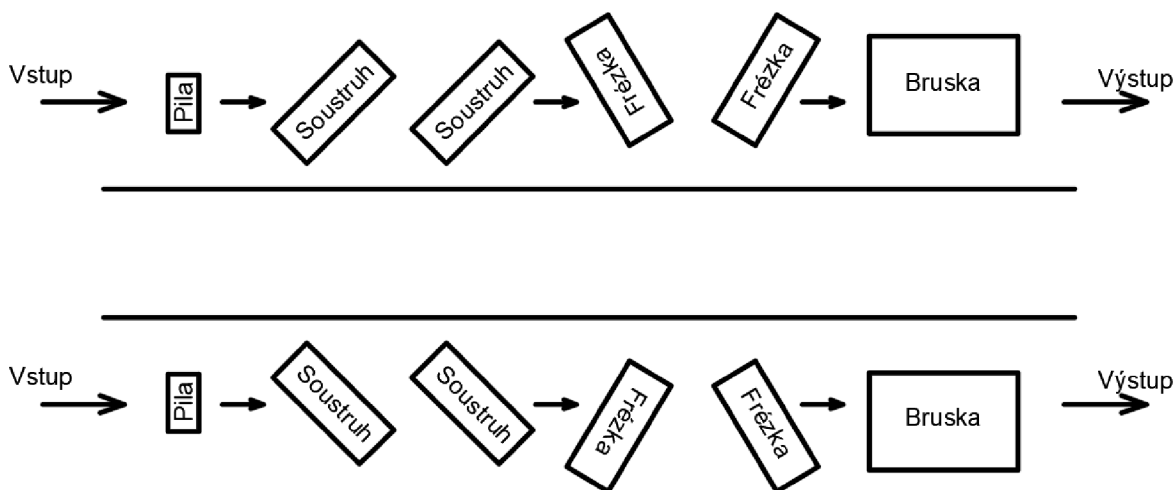 Vstup
Pila
Soustruh
Soustruh
Frézka
Frézka
Bruska
Výstup
Vstup
Pila
Soustruh
Soustruh
Frézka
Frézka
Bruska
Výstup